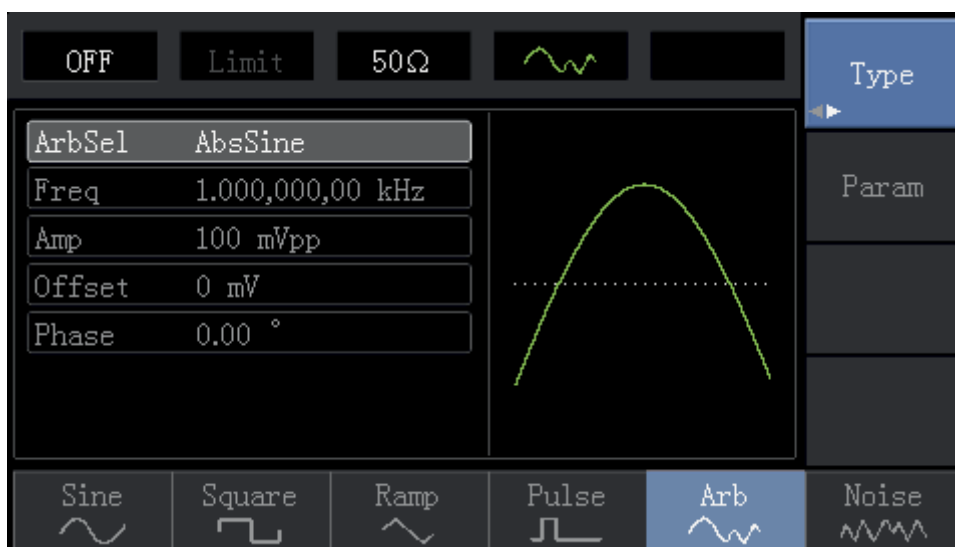 OFF Limit 50Ω
Type
ArbSel AbsSine
Freq 1.000,000,00 kHz
Param
Amp 100 mVpp
Offset 0 mV
Phase 0.00 °
Sine Square Ramp Pulse Arb Noise